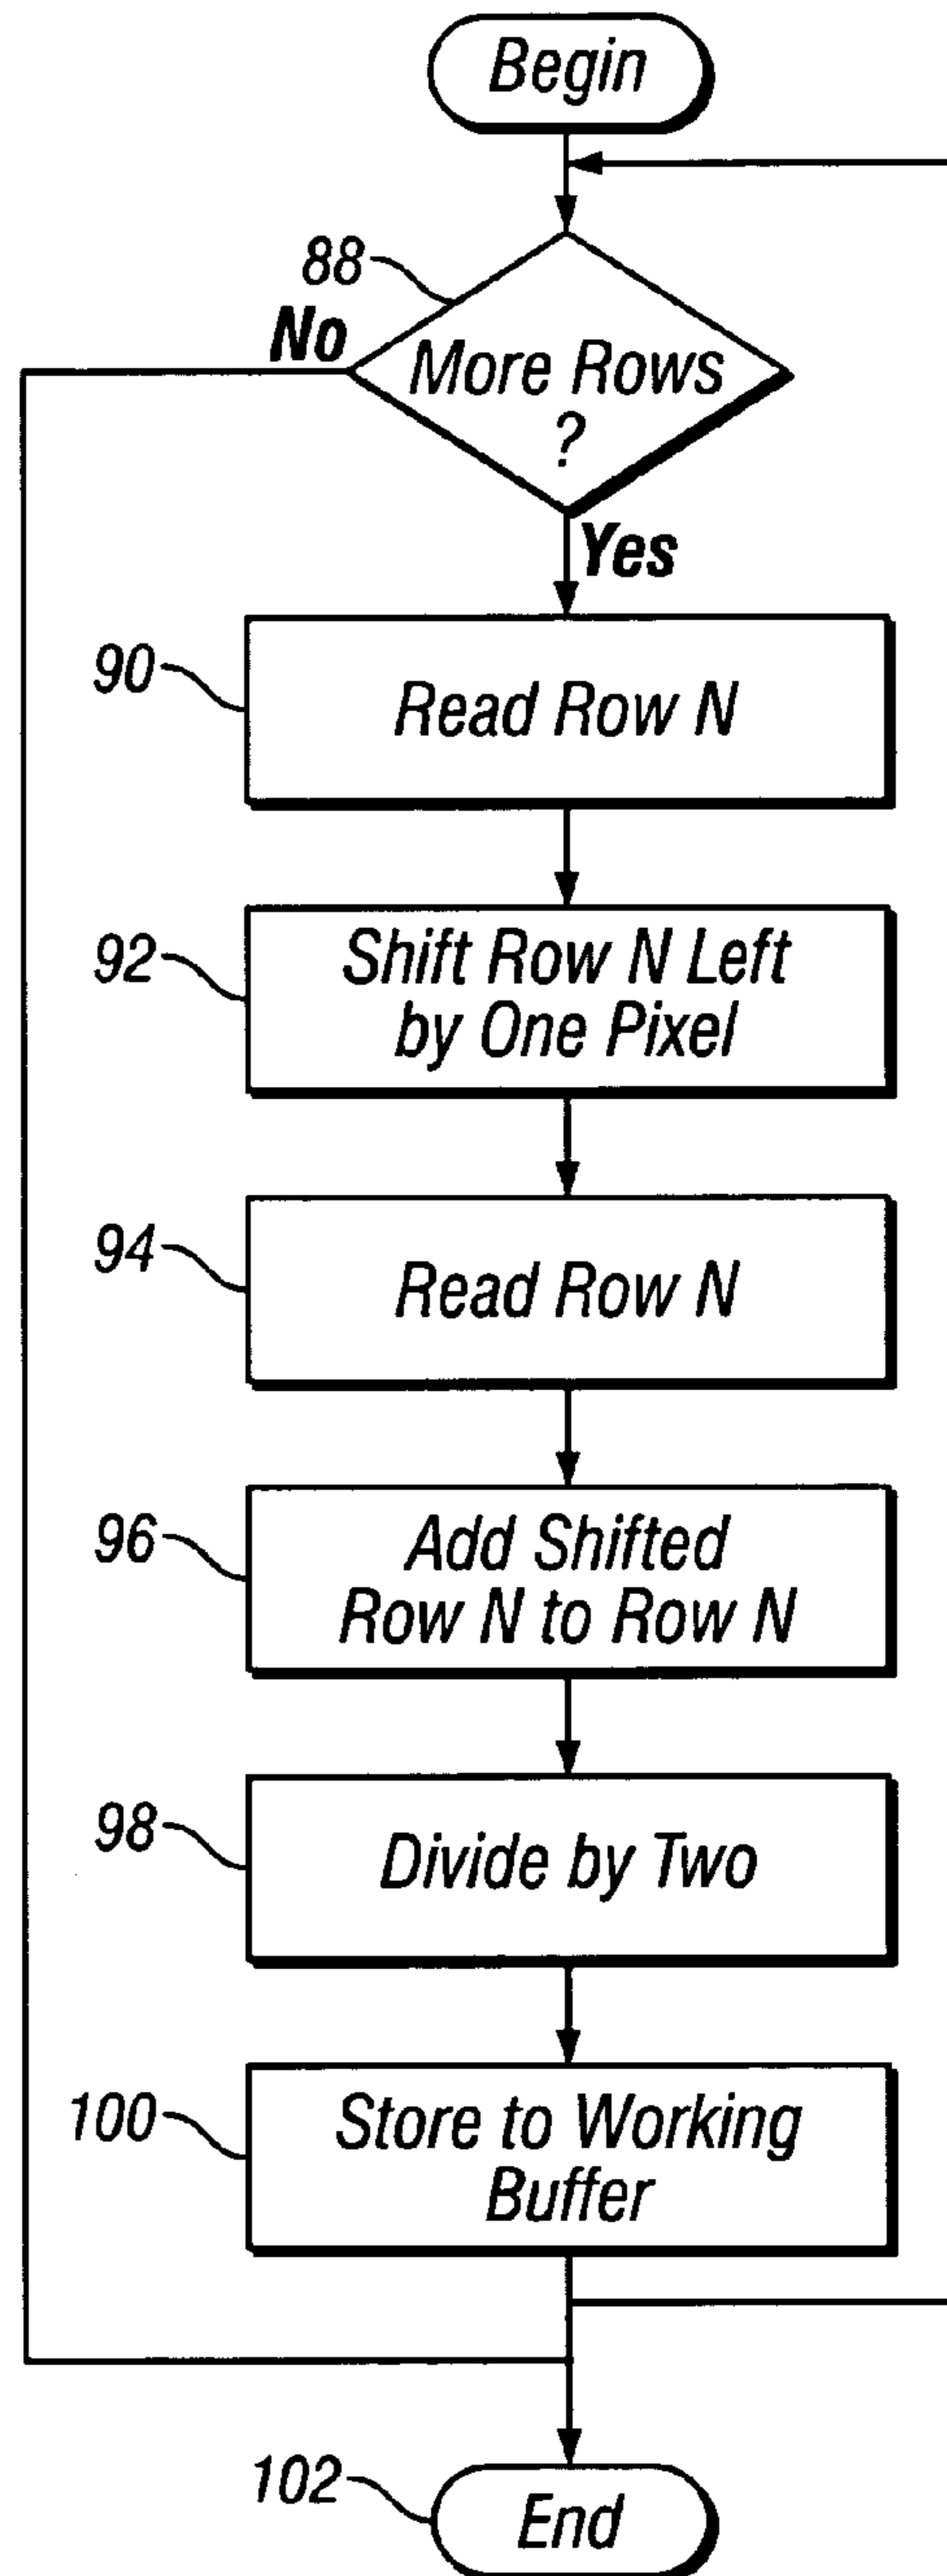 Begin
88
No
More Rows
?
Yes
90
Read Row N
92
Shift Row N Left
by One Pixel
94
Read Row N
96
Add Shifted
Row N to Row N
98
Divide by Two
100
Store to Working
Buffer
102
End